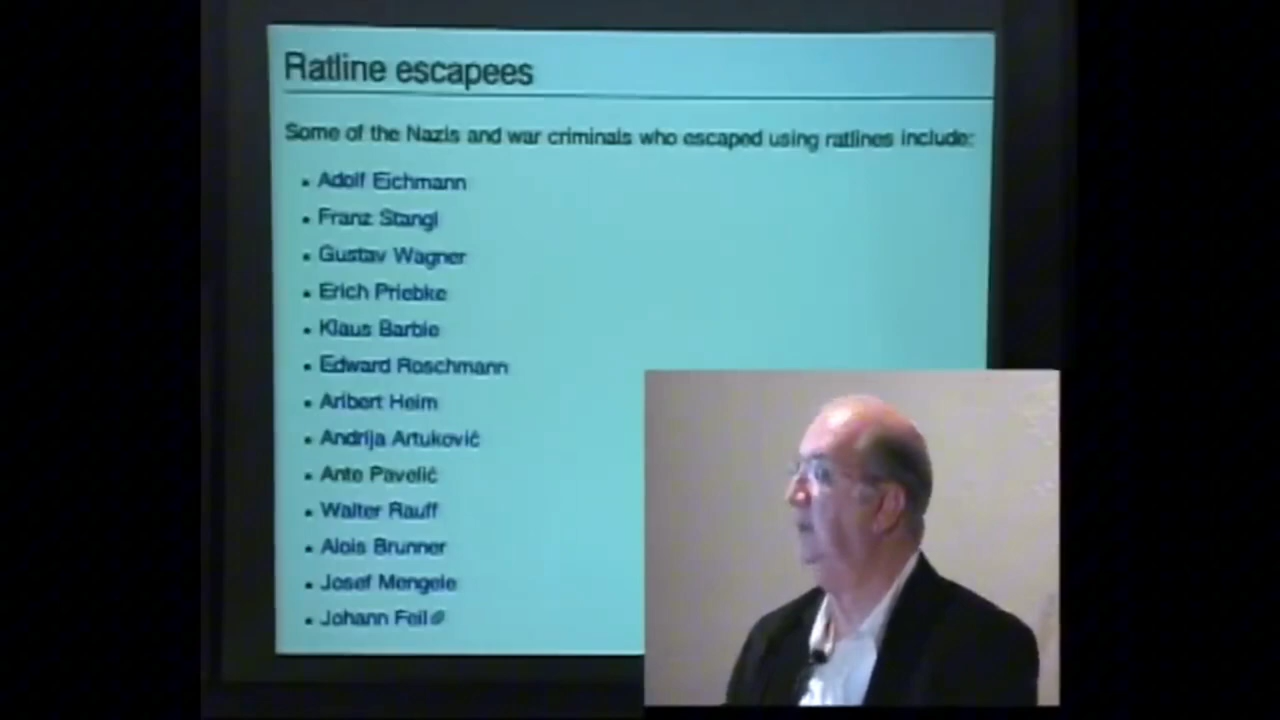 Ratline escapees
Some of the Nazis and war criminals who escaped using ratlines include:
• Adolf Eichmann
• Franz Stangl
• Gustav Wagner
• Erich Priebke
• Klaus Barbie
• Edward Roschmann
• Aribert Heim
• Andrija Artuković
• Ante Pavelić
• Walter Rauff
• Alois Brunner
• Josef Mengele
• Johann Feil